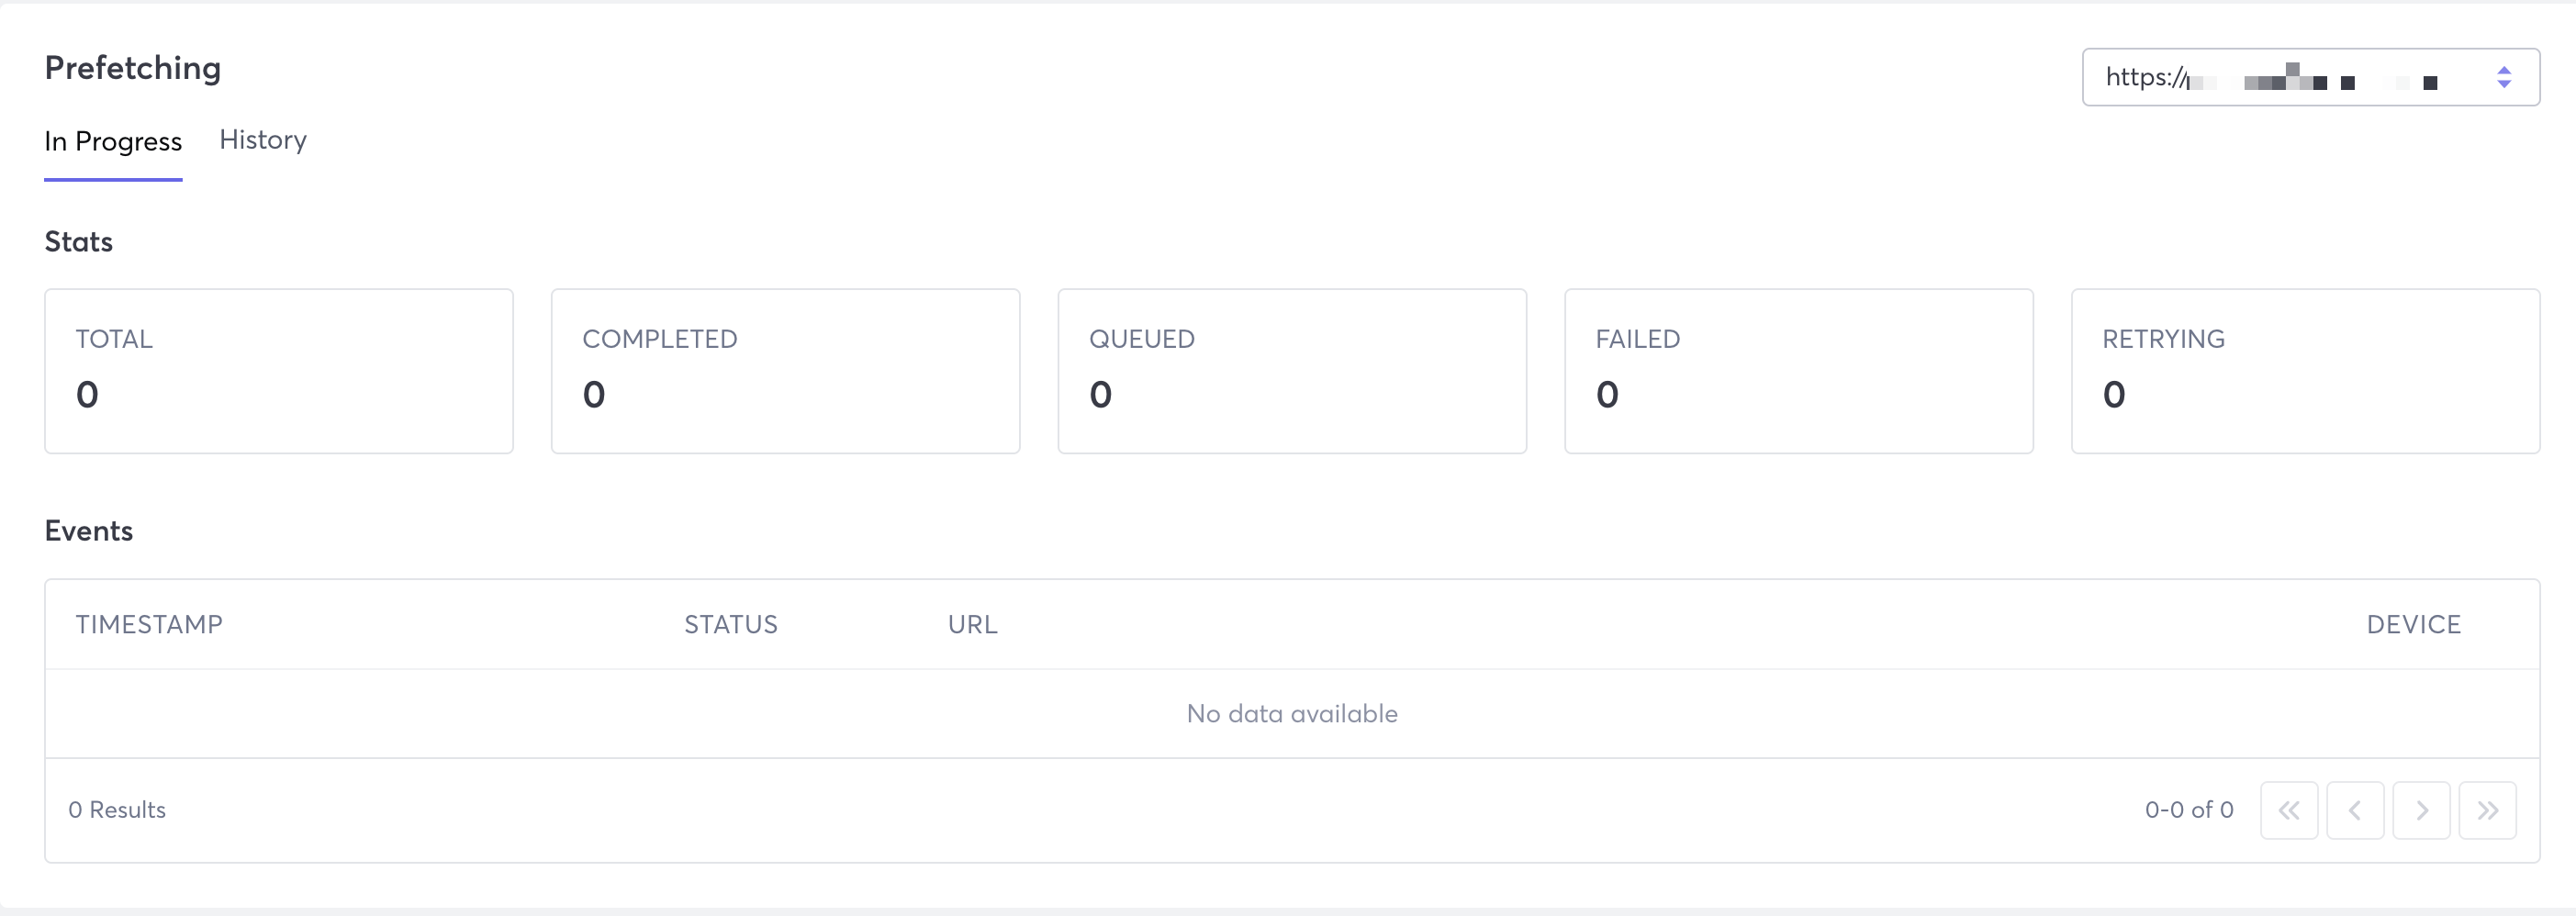 Prefetching
https://
In Progress History
Stats
TOTAL COMPLETED QUEUED FAILED RETRYING
0 0 0 0 0
Events
TIMESTAMP STATUS URL DEVICE
No data available
0 Results 0-0 of 0